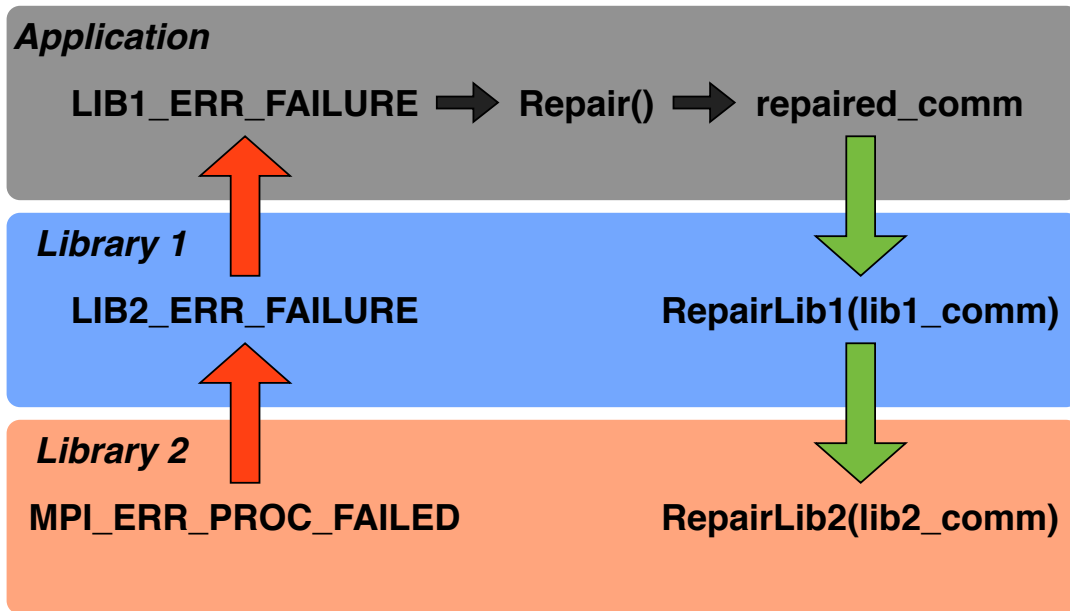 Application
LIB1_ERR_FAILURE
Repair()
repaired_comm
Library 1
LIB2_ERR_FAILURE
RepairLib1(lib1_comm)
Library 2
MPI_ERR_PROC_FAILED
RepairLib2(lib2_comm)